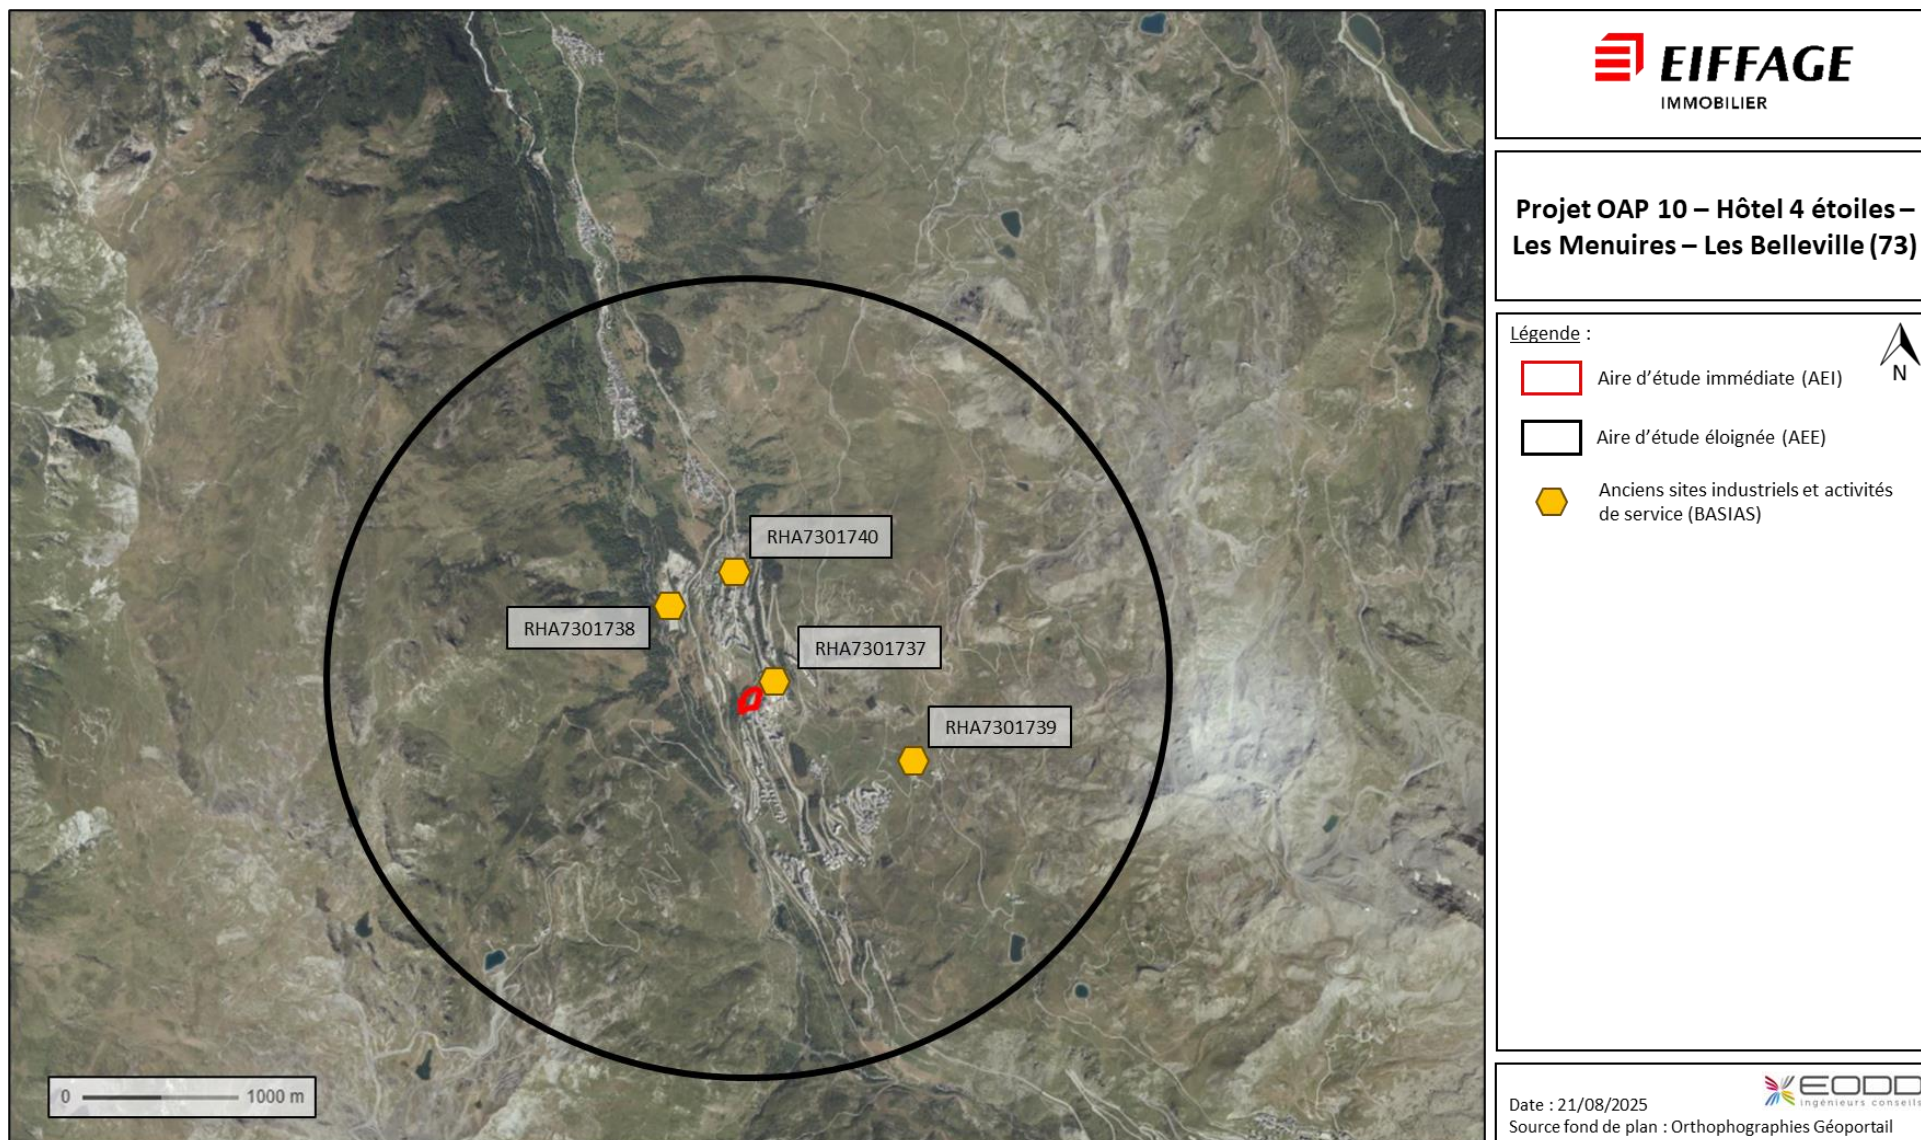 EIFFAGE
IMMOBILIER
Projet OAP 10 – Hôtel 4 étoiles –
Les Menuires – Les Belleville (73)
Légende :
N
Aire d'étude immédiate (AEI)
Aire d'étude éloignée (AEE)
Anciens sites industriels et activités
de service (BASIAS)
RHA7301740
RHA7301738
RHA7301737
RHA7301739
0 1000 m
EODD
ingénieurs conseils
Date : 21/08/2025
Source fond de plan : Orthophographies Géoportail